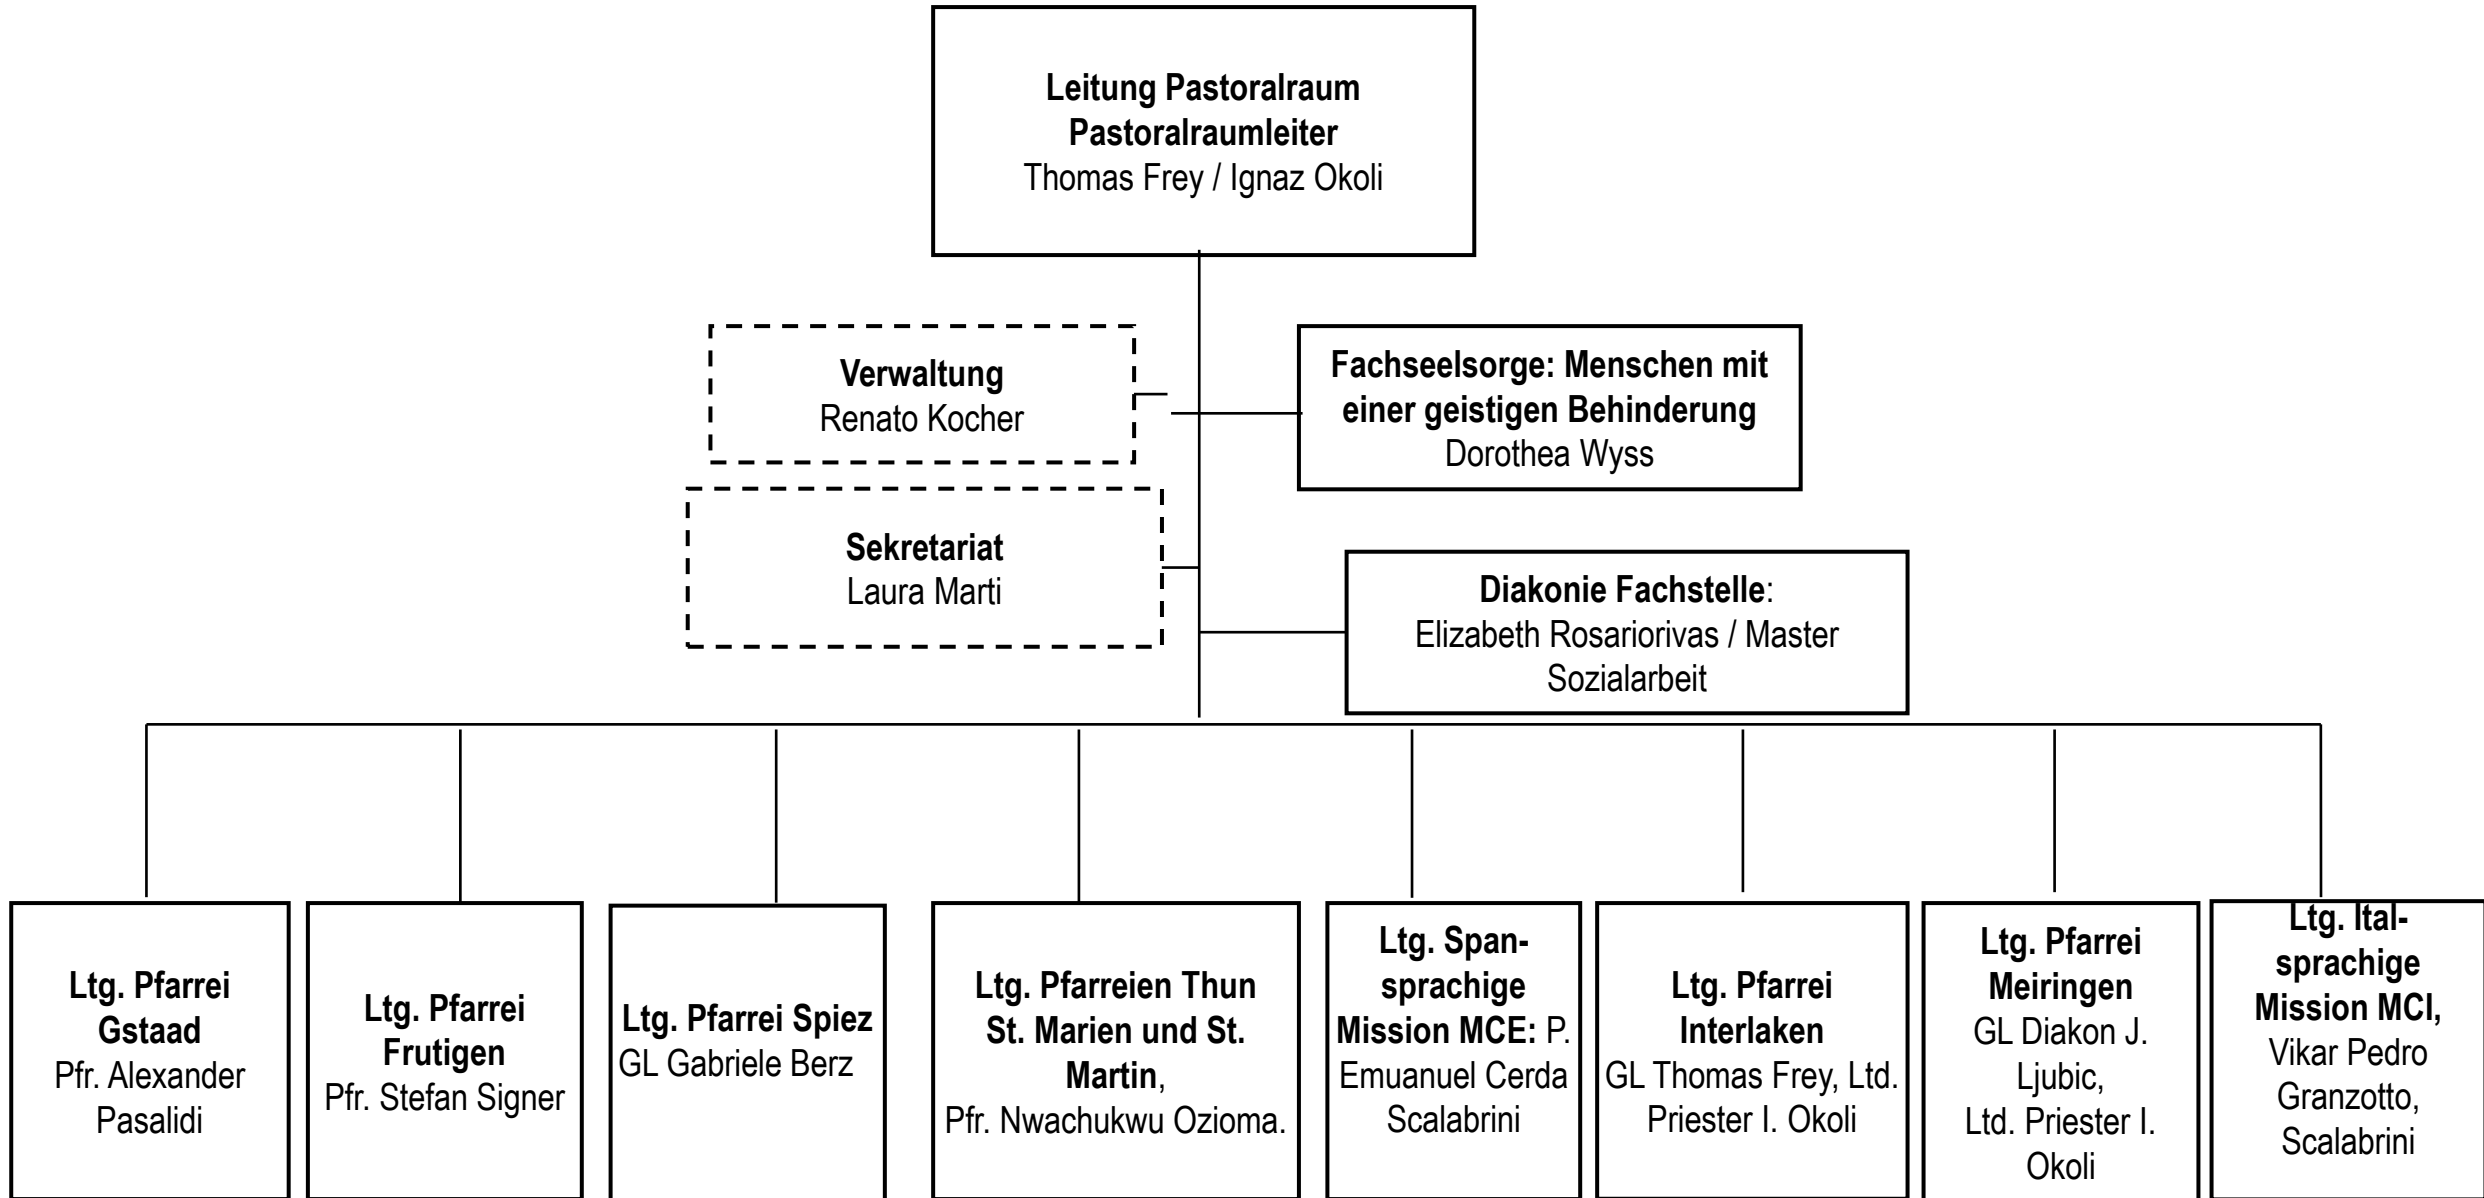 Leitung Pastoralraum
Pastoralraumleiter
Thomas Frey / Ignaz Okoli
Verwaltung
Renato Kocher
Fachseelsorge: Menschen mit
einer geistigen Behinderung
Dorothea Wyss
Sekretariat
Laura Marti
Diakonie Fachstelle:
Elizabeth Rosariorivas / Master
Sozialarbeit
Ltg. Pfarrei
Gstaad
Pfr. Alexander
Pasalidi
Ltg. Pfarrei
Frutigen
Pfr. Stefan Signer
Ltg. Pfarrei Spiez
GL Gabriele Berz
Ltg. Pfarreien Thun
St. Marien und St.
Martin,
Pfr. Nwachukwu Ozioma.
Ltg. Span-
sprachige
Mission MCE: P.
Emuanuel Cerda
Scalabrini
Ltg. Pfarrei
Interlaken
GL Thomas Frey, Ltd.
Priester I. Okoli
Ltg. Pfarrei
Meiringen
GL Diakon J.
Ljubic,
Ltd. Priester I.
Okoli
Ltg. Ital-
sprachige
Mission MCI,
Vikar Pedro
Granzotto,
Scalabrini